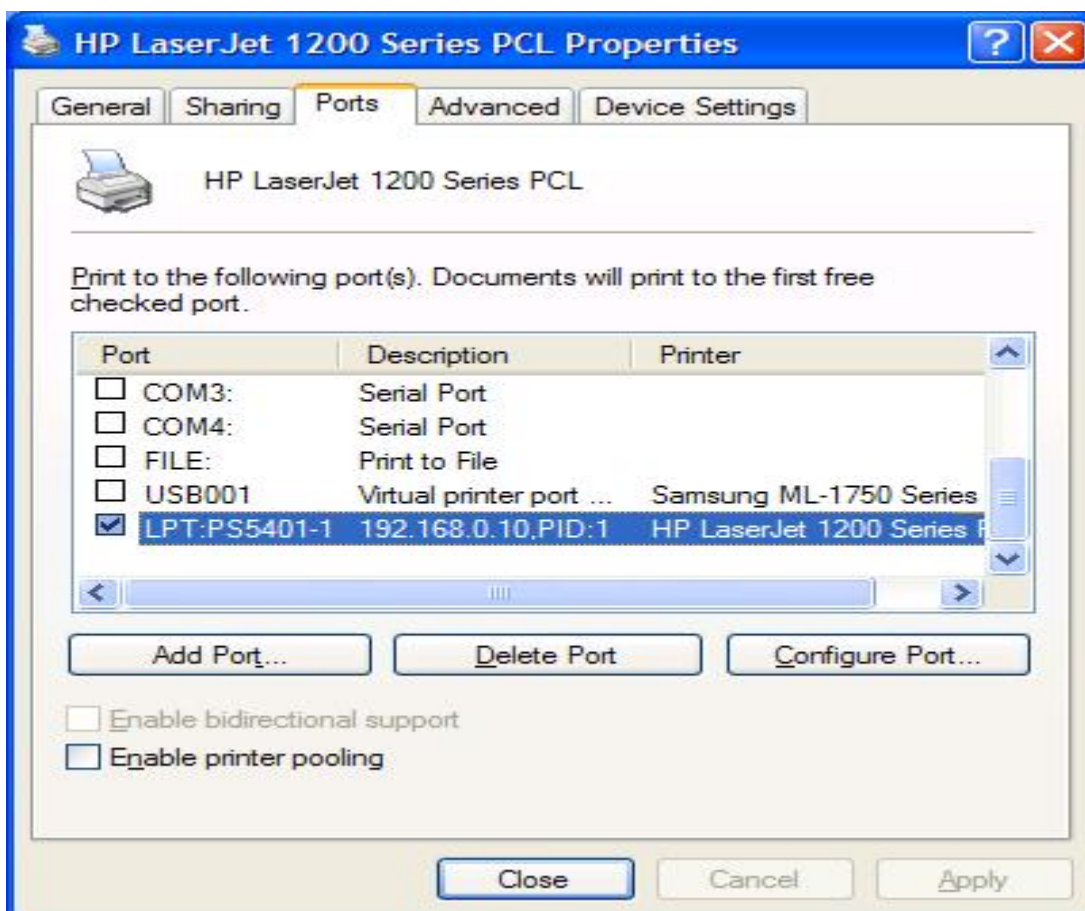 HP LaserJet 1200 Series PCL Properties
General Sharing Ports Advanced Device Settings
HP LaserJet 1200 Series PCL
Print to the following port(s). Documents will print to the first free
checked port.
Port Description Printer
COM3: Serial Port
COM4: Serial Port
FILE: Print to File
USB001 Virtual printer port ... Samsung ML-1750 Series
LPT:PS5401-1 192.168.0.10,PID:1 HP LaserJet 1200 Series P
Add Port... Delete Port Configure Port...
Enable bidirectional support
Enable printer pooling
Close Cancel Apply